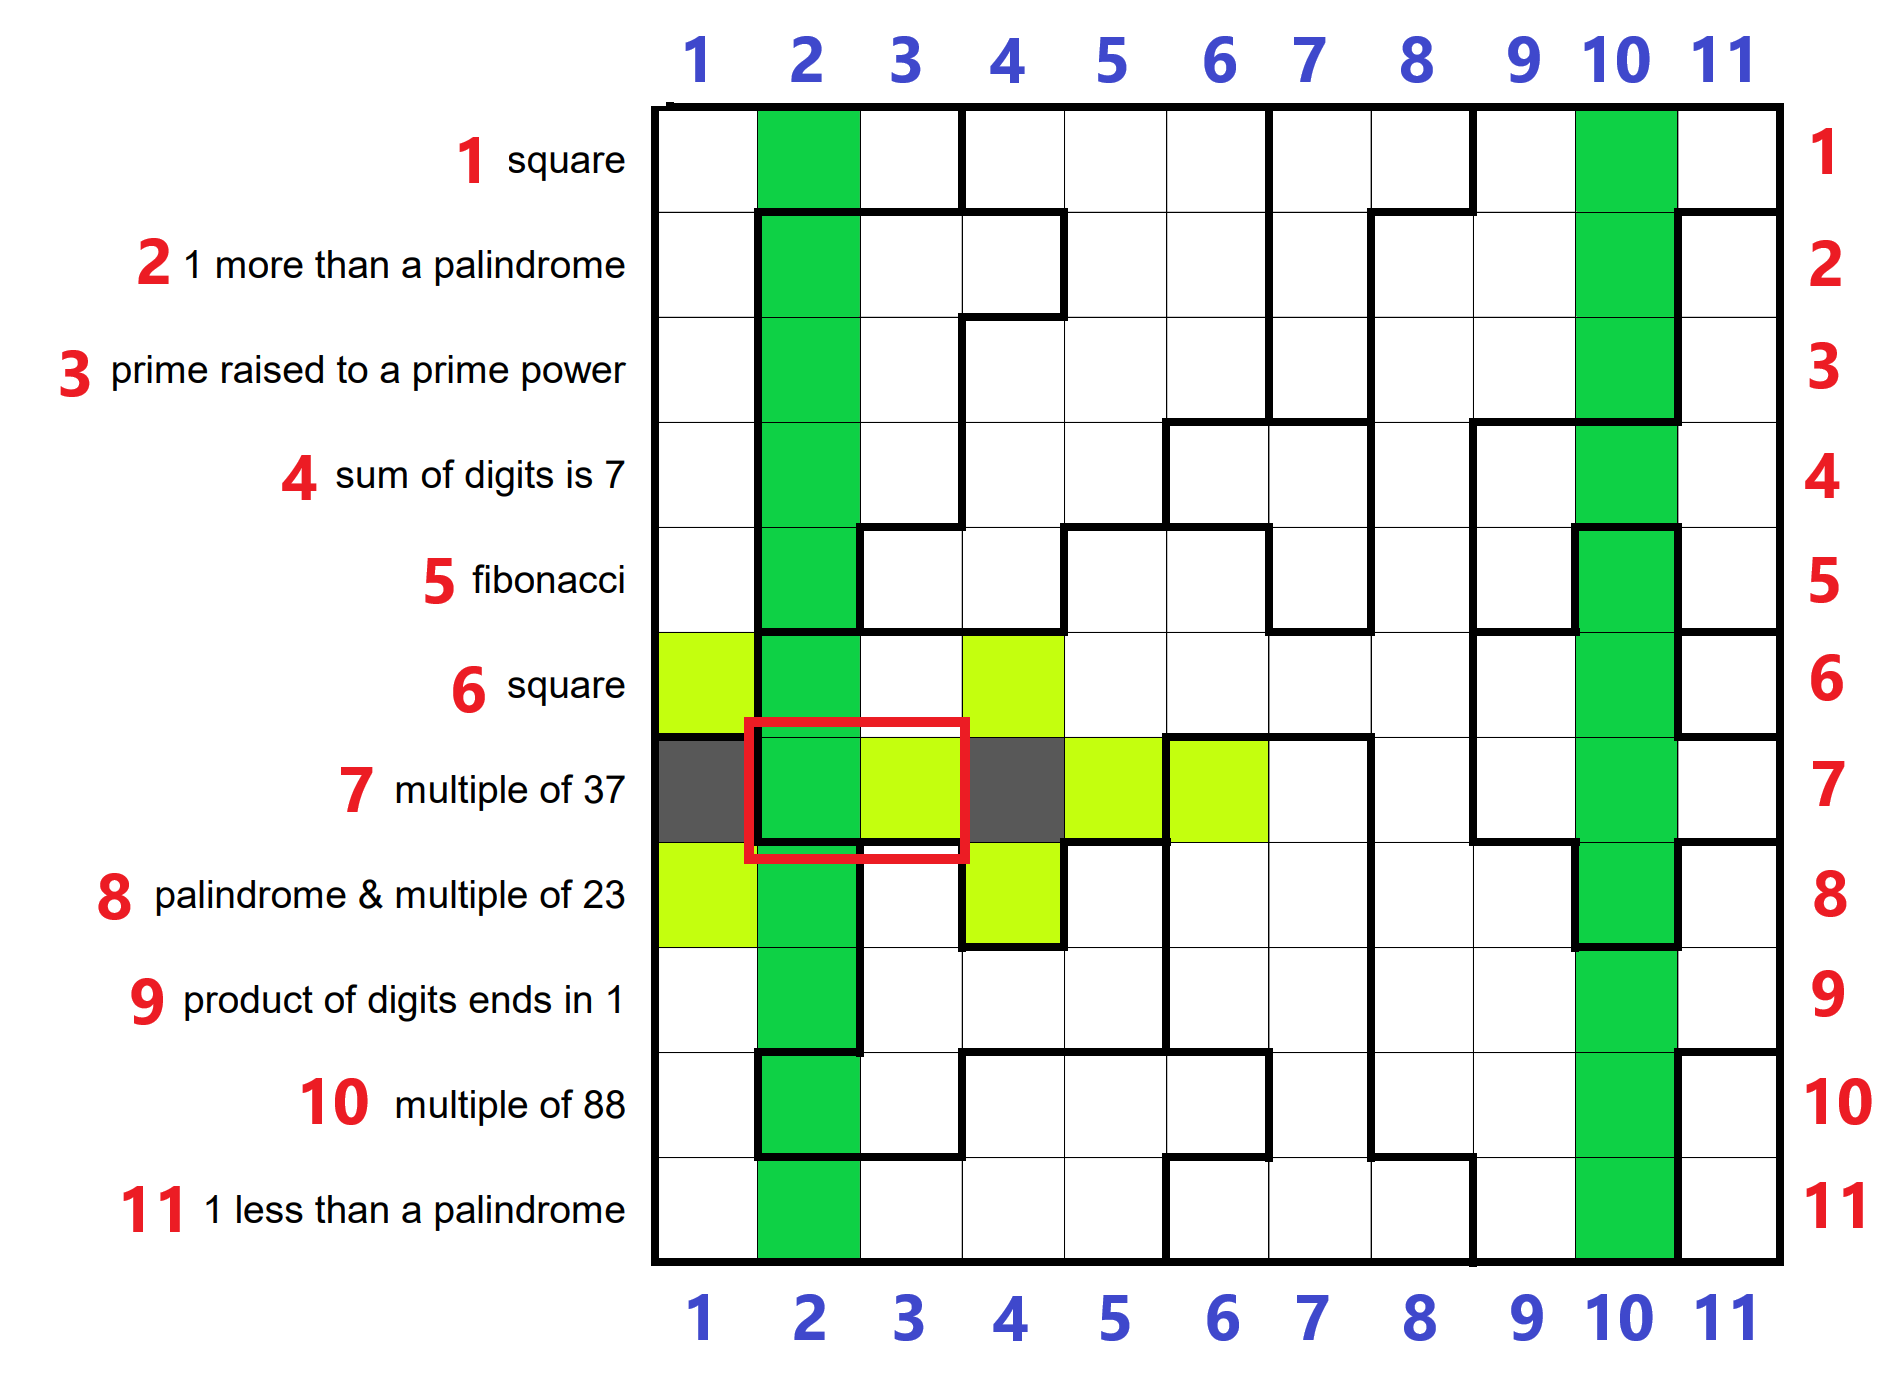 1 2 3 4 5 6 7 8 9 10 11
1 square 1
2 1 more than a palindrome 2
3 prime raised to a prime power 3
4 sum of digits is 7 4
5 fibonacci 5
6 square 6
7 multiple of 37 7
8 palindrome & multiple of 23 8
9 product of digits ends in 1 9
10 multiple of 88 10
11 1 less than a palindrome 11
1 2 3 4 5 6 7 8 9 10 11